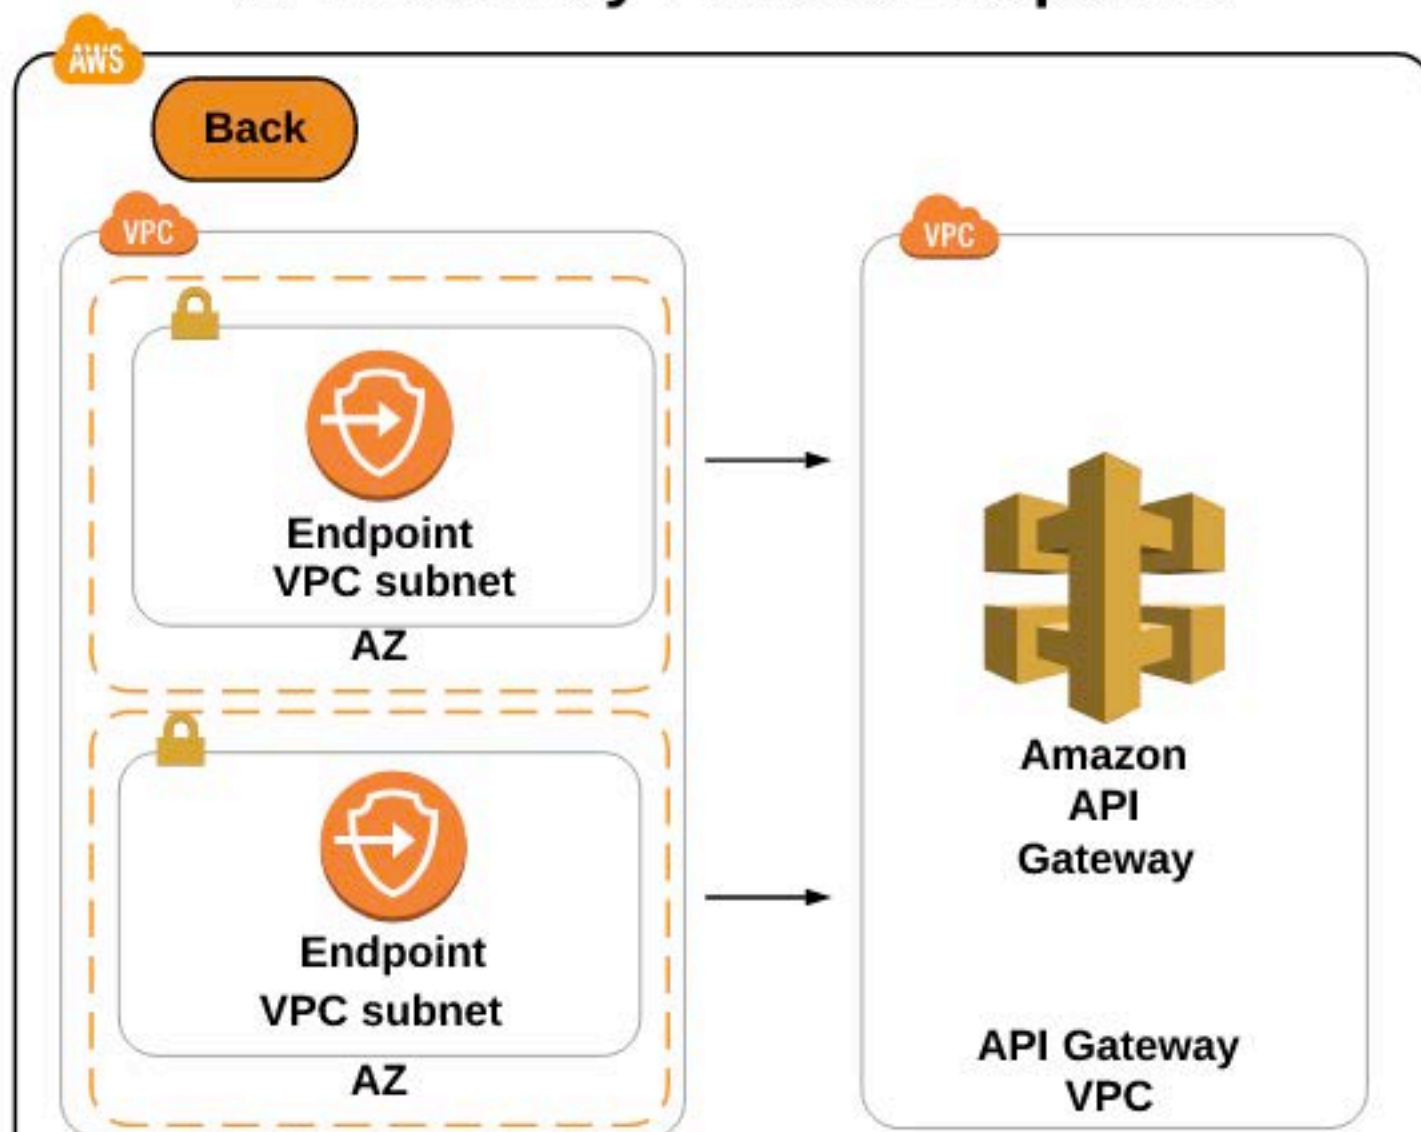 AWS
Back
VPC
VPC
Endpoint
VPC subnet
AZ
Endpoint
VPC subnet
AZ
Amazon
API
Gateway
API Gateway
VPC